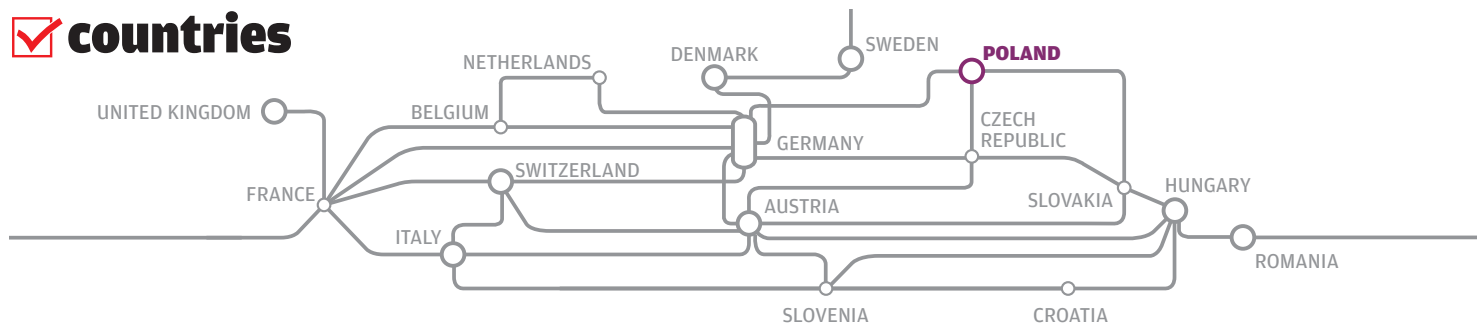 countries
SWEDEN
DENMARK
POLAND
NETHERLANDS
UNITED KINGDOM
BELGIUM
CZECH
REPUBLIC
GERMANY
SWITZERLAND
HUNGARY
FRANCE
SLOVAKIA
AUSTRIA
ITALY
ROMANIA
SLOVENIA
CROATIA